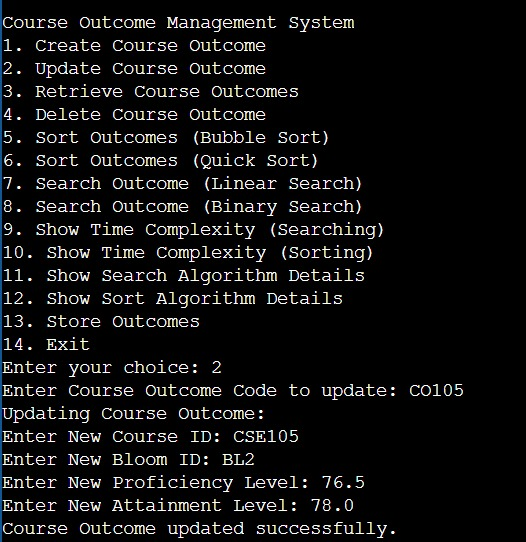 Course Outcome Management System
1. Create Course Outcome
2. Update Course Outcome
3. Retrieve Course Outcomes
4. Delete Course Outcome
5. Sort Outcomes (Bubble Sort)
6. Sort Outcomes (Quick Sort)
7. Search Outcome (Linear Search)
8. Search Outcome (Binary Search)
9. Show Time Complexity (Searching)
10. Show Time Complexity (Sorting)
11. Show Search Algorithm Details
12. Show Sort Algorithm Details
13. Store Outcomes
14. Exit
Enter your choice: 2
Enter Course Outcome Code to update: CO105
Updating Course Outcome:
Enter New Course ID: CSE105
Enter New Bloom ID: BL2
Enter New Proficiency Level: 76.5
Enter New Attainment Level: 78.0
Course Outcome updated successfully.